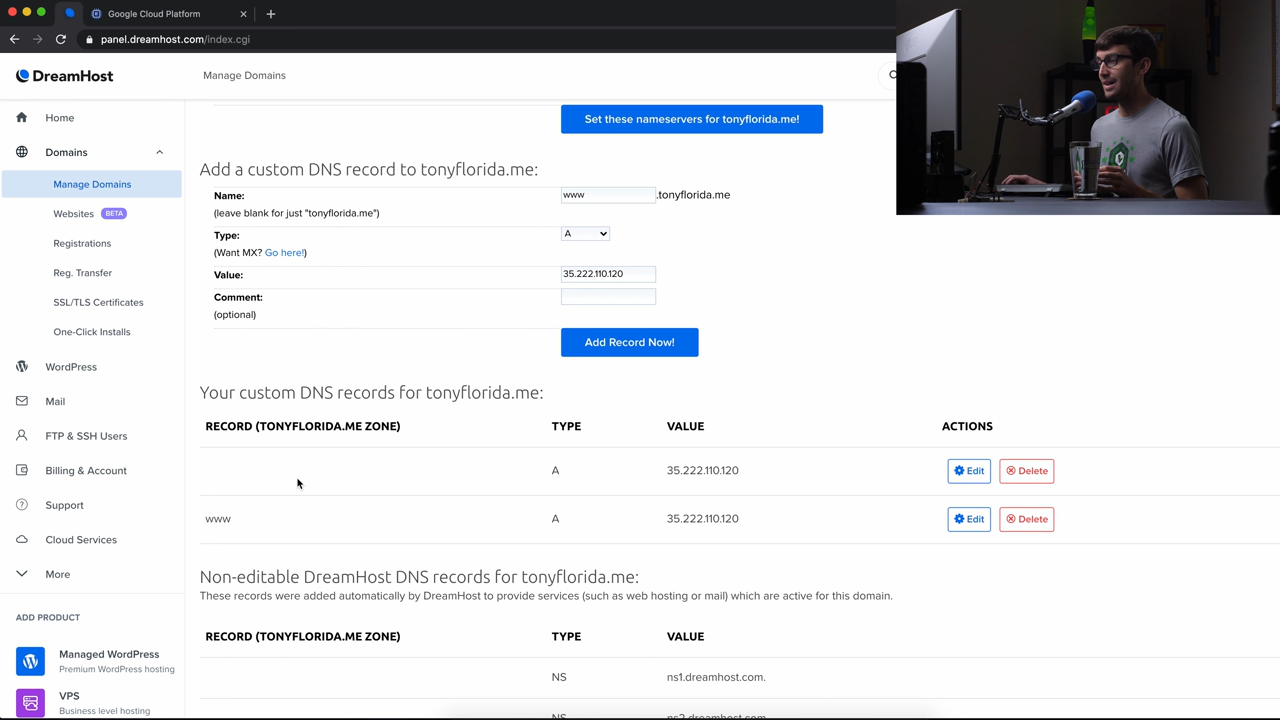 Google Cloud Platform
panel.dreamhost.com/index.cgi
DreamHost
Manage Domains
Home
Domains
Manage Domains
Websites BETA
Registrations
Reg. Transfer
SSL/TLS Certificates
One-Click Installs
WordPress
Mail
FTP & SSH Users
Billing & Account
Support
Cloud Services
More
ADD PRODUCT
Managed WordPress
Premium WordPress hosting
VPS
Business level hosting
Set these nameservers for tonyflorida.me!
Add a custom DNS record to tonyflorida.me:
Name: www .tonyflorida.me
(leave blank for just "tonyflorida.me")
Type: A
(Want MX? Go here!)
Value: 35.222.110.120
Comment:
(optional)
Add Record Now!
Your custom DNS records for tonyflorida.me:
RECORD (TONYFLORIDA.ME ZONE) TYPE VALUE ACTIONS
A 35.222.110.120 Edit Delete
www A 35.222.110.120 Edit Delete
Non-editable DreamHost DNS records for tonyflorida.me:
These records were added automatically by DreamHost to provide services (such as web hosting or mail) which are active for this domain.
RECORD (TONYFLORIDA.ME ZONE) TYPE VALUE
NS ns1.dreamhost.com.
NS ns2.dreamhost.com.